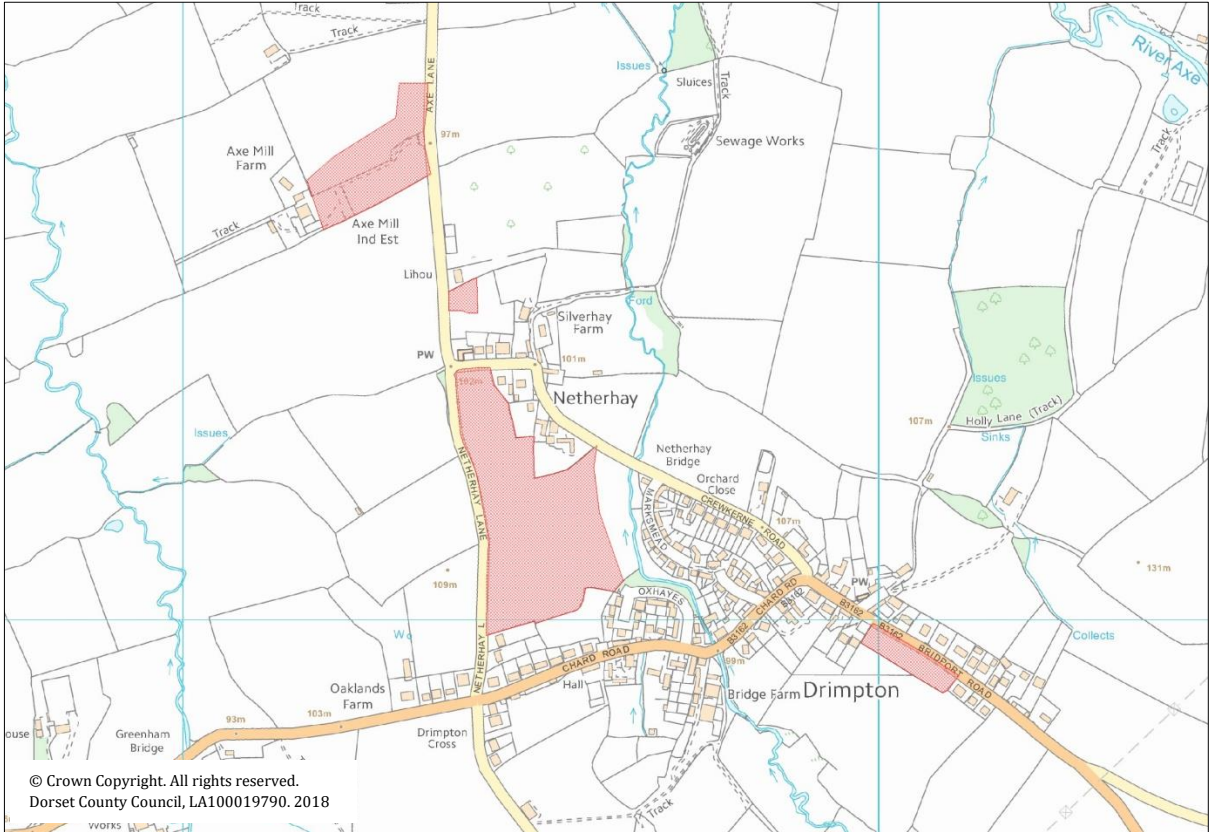 Track
Track
Track
Issues
Sluices
Track
River Axe
AXE LANE
97m
Sewage Works
Track
Axe Mill
Farm
Track
Axe Mill
Ind Est
Lihou
Ford
Silverhay
Farm
PW
101m
102m
Netherhay
Issues
107m
Holly Lane (Track)
Sinks
Issues
NETHERHAY LANE
Netherhay
Bridge
Orchard
Close
MARKSMEAD
CREWKERNE ROAD
107m
109m
131m
PW
OXHAYES
B3162 CHARD RD
B3162
B3162
B3162
BRIDPORT ROAD
Collects
W
NETHERHAY L
CHARD ROAD
99m
Hall
Oaklands
Farm
Bridge Farm
Drimpton
103m
93m
Greenham
Bridge
Drimpton
Cross
ouse
Track
Works
© Crown Copyright. All rights reserved.
Dorset County Council, LA100019790. 2018